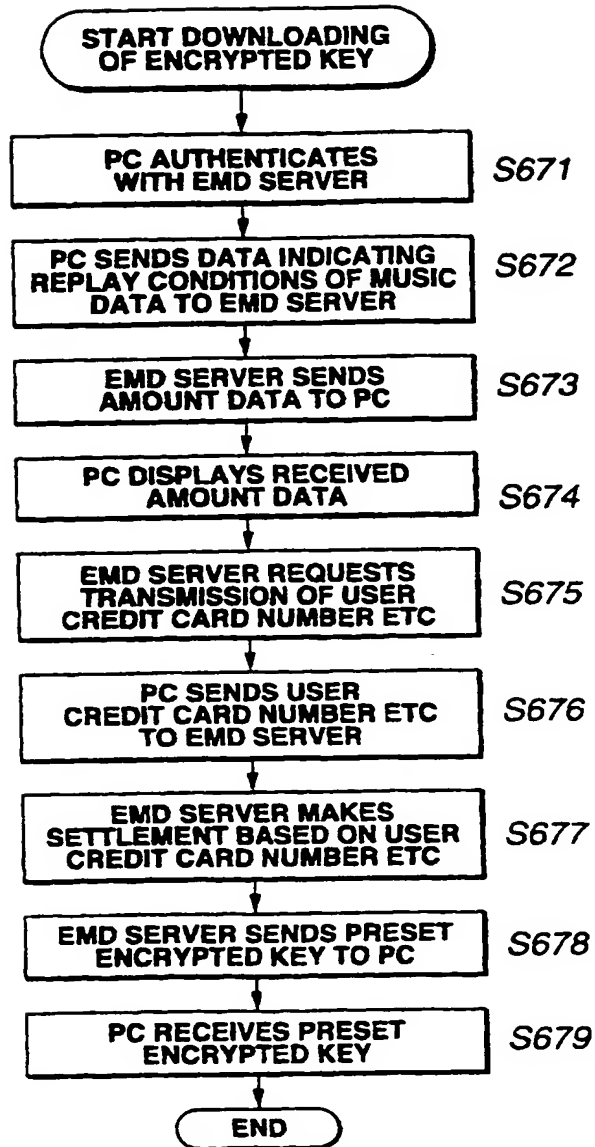 START DOWNLOADING
OF ENCRYPTED KEY
PC AUTHENTICATES
WITH EMD SERVER
S671
PC SENDS DATA INDICATING
REPLAY CONDITIONS OF MUSIC
DATA TO EMD SERVER
S672
EMD SERVER SENDS
AMOUNT DATA TO PC
S673
PC DISPLAYS RECEIVED
AMOUNT DATA
S674
EMD SERVER REQUESTS
TRANSMISSION OF USER
CREDIT CARD NUMBER ETC
S675
PC SENDS USER
CREDIT CARD NUMBER ETC
TO EMD SERVER
S676
EMD SERVER MAKES
SETTLEMENT BASED ON USER
CREDIT CARD NUMBER ETC
S677
EMD SERVER SENDS PRESET
ENCRYPTED KEY TO PC
S678
PC RECEIVES PRESET
ENCRYPTED KEY
S679
END